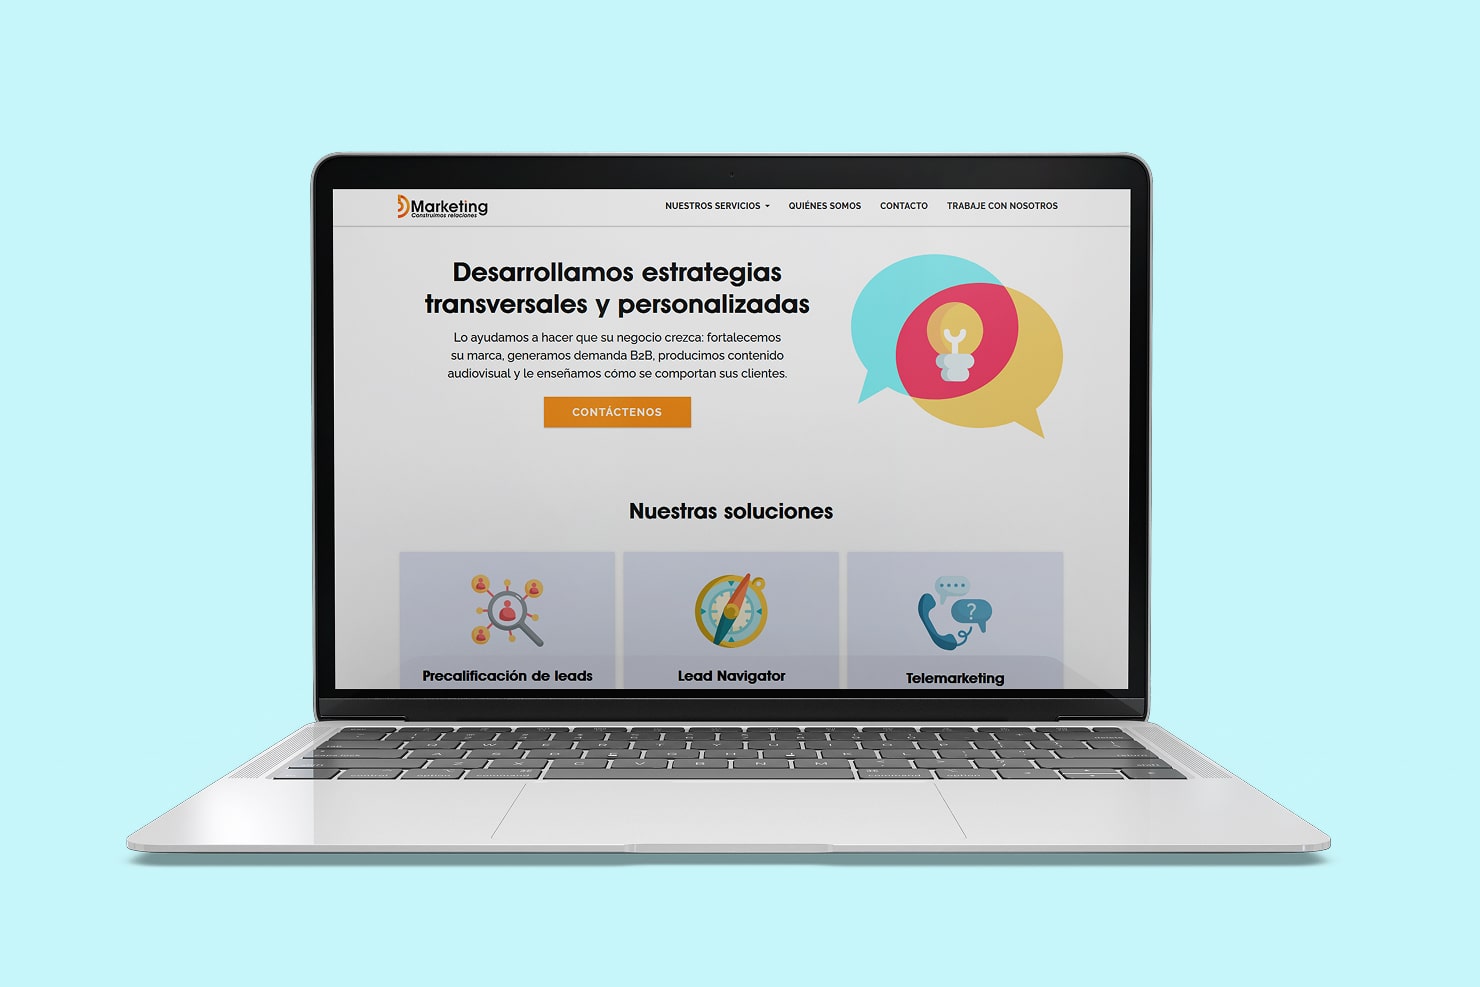 Marketing
Construimos relaciones
NUESTROS SERVICIOS
QUIÉNES SOMOS
CONTACTO
TRABAJE CON NOSOTROS
Desarrollamos estrategias
transversales y personalizadas
Lo ayudamos a hacer que su negocio crezca: fortalecemos
su marca, generamos demanda B2B, producimos contenido
audiovisual y le enseñamos cómo se comportan sus clientes.
CONTÁCTENOS
Nuestras soluciones
?
Precalificación de leads
Lead Navigator
Telemarketing